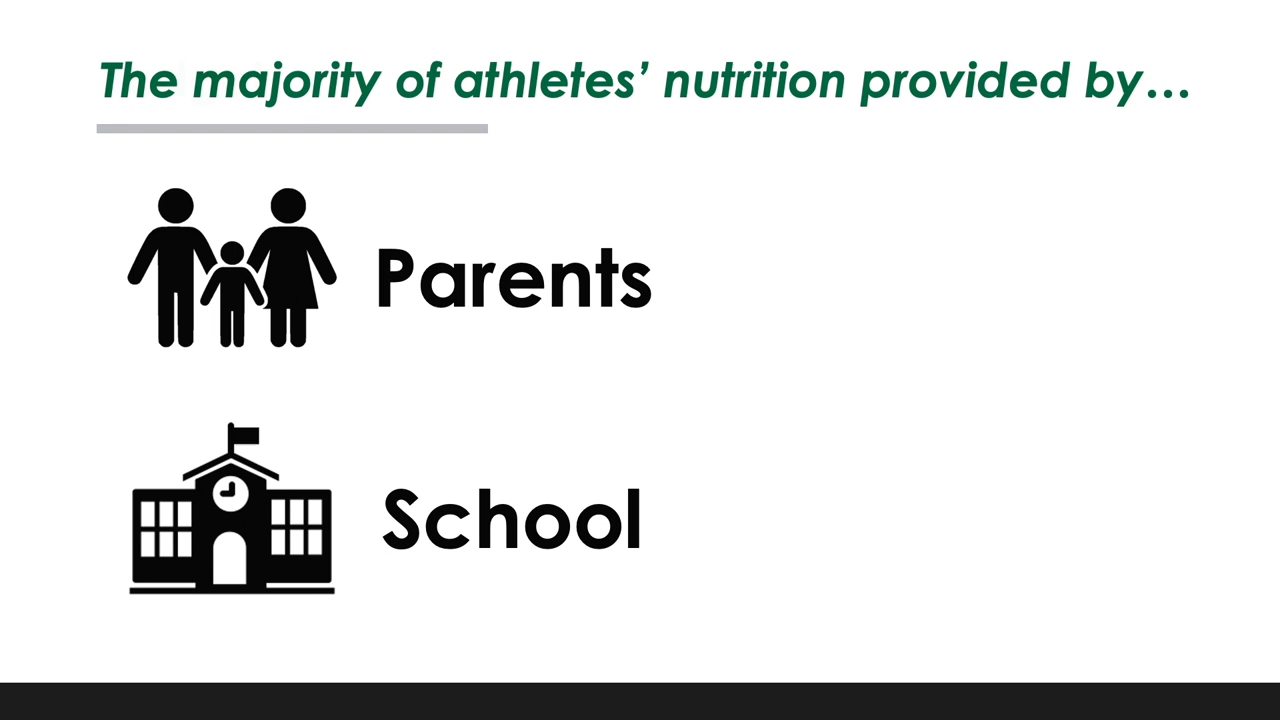 The majority of athletes’ nutrition provided by…
Parents
School